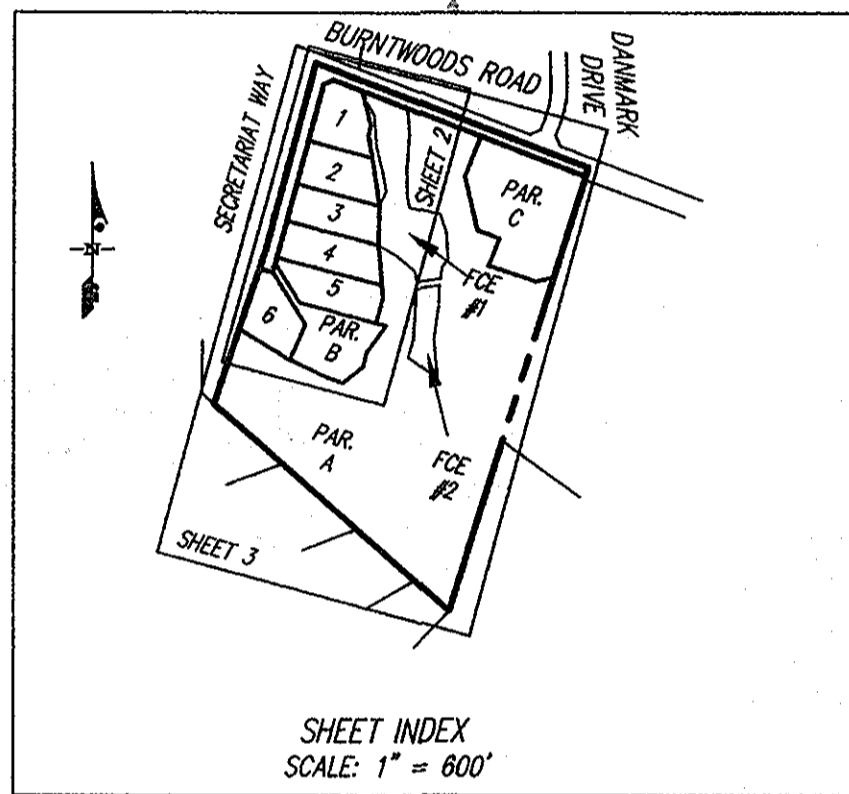 BURNTWOODS ROAD
DANMARK
DRIVE
SECRETARIAT WAY
SHEET 2
1
2
3
4
5
6
PAR.
B
PAR.
C
FCE
#1
PAR.
A
FCE
#2
SHEET 3
SHEET INDEX
SCALE: 1" = 600'